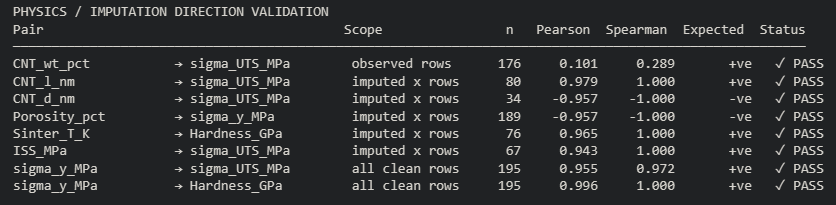 PHYSICS / IMPUTATION DIRECTION VALIDATION
Pair Scope n Pearson Spearman Expected Status
CNT_wt_pct → sigma_UTS_MPa observed rows 176 0.101 0.289 +ve ✓ PASS
CNT_l_nm → sigma_UTS_MPa imputed x rows 80 0.979 1.000 +ve ✓ PASS
CNT_d_nm → sigma_UTS_MPa imputed x rows 34 -0.957 -1.000 -ve ✓ PASS
Porosity_pct → sigma_y_MPa imputed x rows 189 -0.957 -1.000 -ve ✓ PASS
Sinter_T_K → Hardness_GPa imputed x rows 76 0.965 1.000 +ve ✓ PASS
ISS_MPa → sigma_UTS_MPa imputed x rows 67 0.943 1.000 +ve ✓ PASS
sigma_y_MPa → sigma_UTS_MPa all clean rows 195 0.955 0.972 +ve ✓ PASS
sigma_y_MPa → Hardness_GPa all clean rows 195 0.996 1.000 +ve ✓ PASS